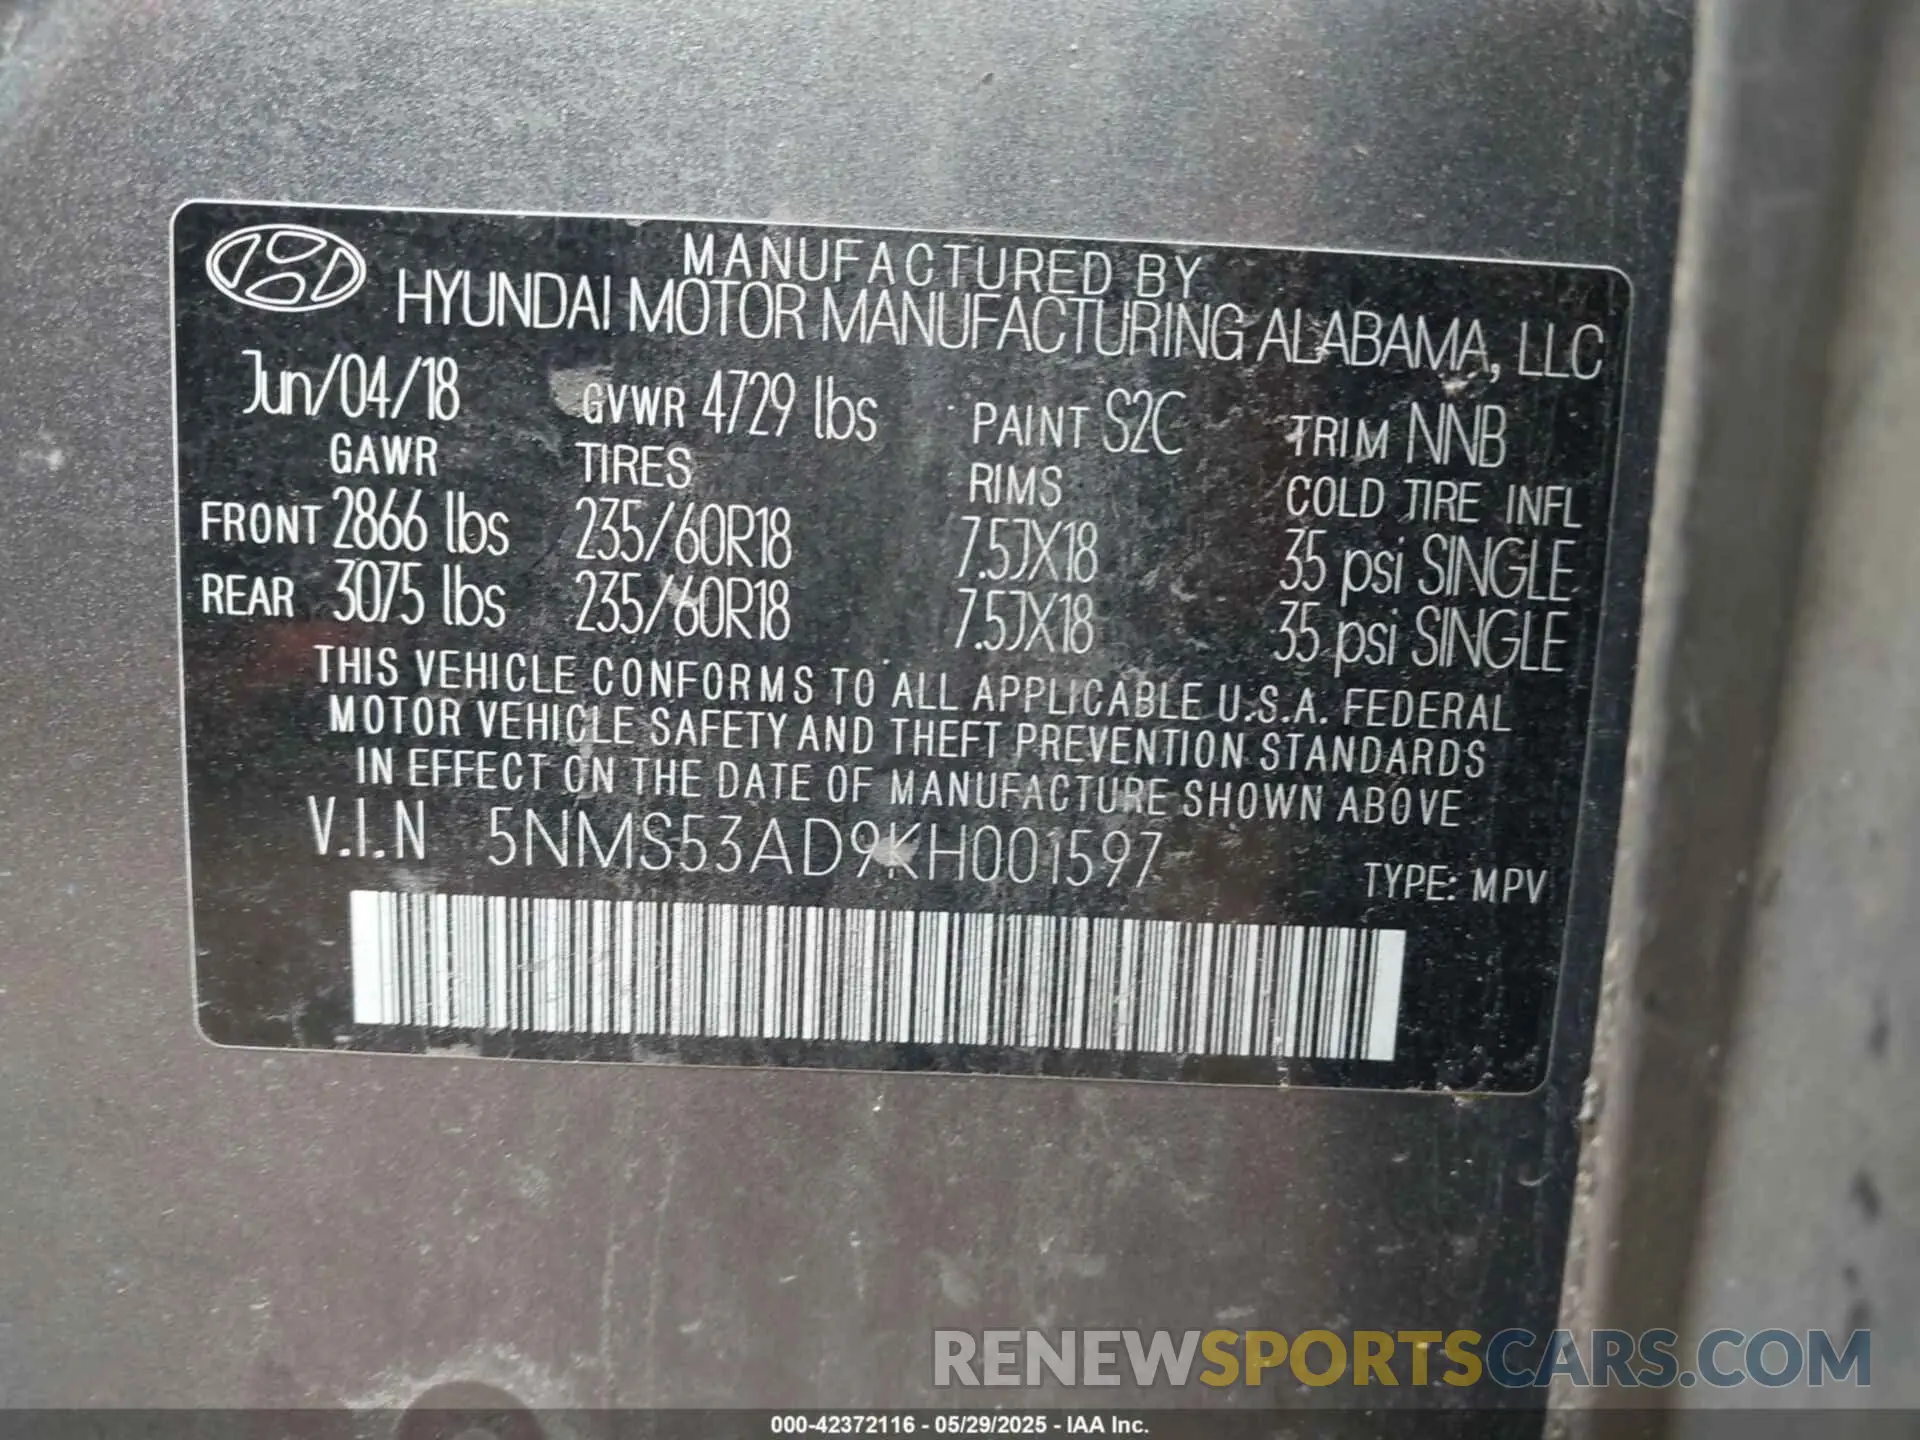 MANUFACTURED BY
HYUNDAI MOTOR MANUFACTURING ALABAMA, LLC
Jun/04/18 GVWR 4729 lbs PAINT S2C TRIM NNB
GAWR TIRES RIMS COLD TIRE INFL
FRONT 2866 lbs 235/60R18 7.5JX18 35 psi SINGLE
REAR 3075 lbs 235/60R18 7.5JX18 35 psi SINGLE
THIS VEHICLE CONFORMS TO ALL APPLICABLE U.S.A. FEDERAL
MOTOR VEHICLE SAFETY AND THEFT PREVENTION STANDARDS
IN EFFECT ON THE DATE OF MANUFACTURE SHOWN ABOVE
V.I.N 5NMS53AD9KH001597
TYPE: MPV
RENEWSPORTSCARS.COM
000-42372116 - 05/29/2025 - IAA Inc.